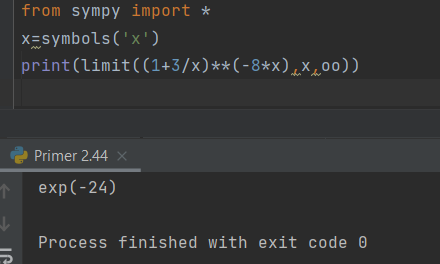 from sympy import *
x=symbols('x')
print(limit((1+3/x)**(-8*x),x,oo))
Primer 2.44
exp(-24)
Process finished with exit code 0